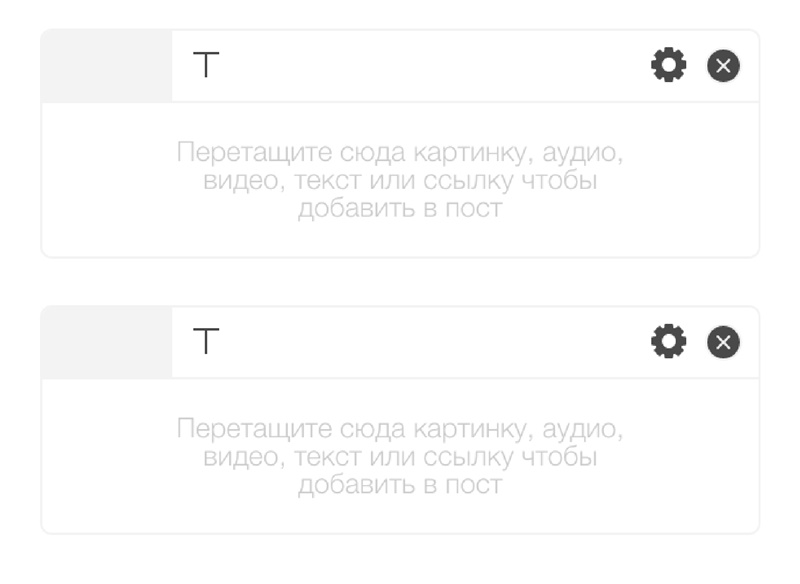 T
Перетащите сюда картинку, аудио,
видео, текст или ссылку чтобы
добавить в пост
T
Перетащите сюда картинку, аудио,
видео, текст или ссылку чтобы
добавить в пост